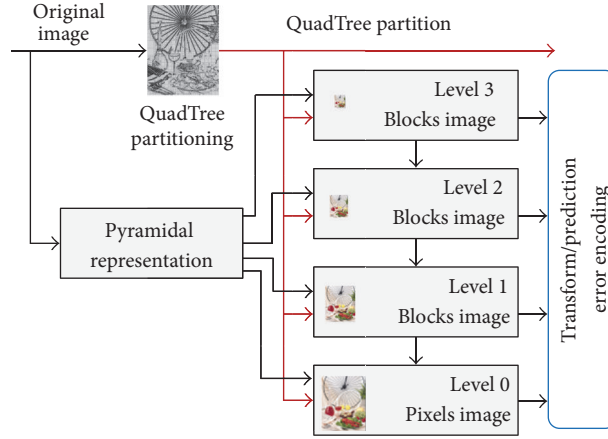 Original
image
QuadTree partition
QuadTree
partitioning
Level 3
Blocks image
Level 2
Blocks image
Pyramidal
representation
Level 1
Blocks image
Level 0
Pixels image
Transform/prediction
error encoding